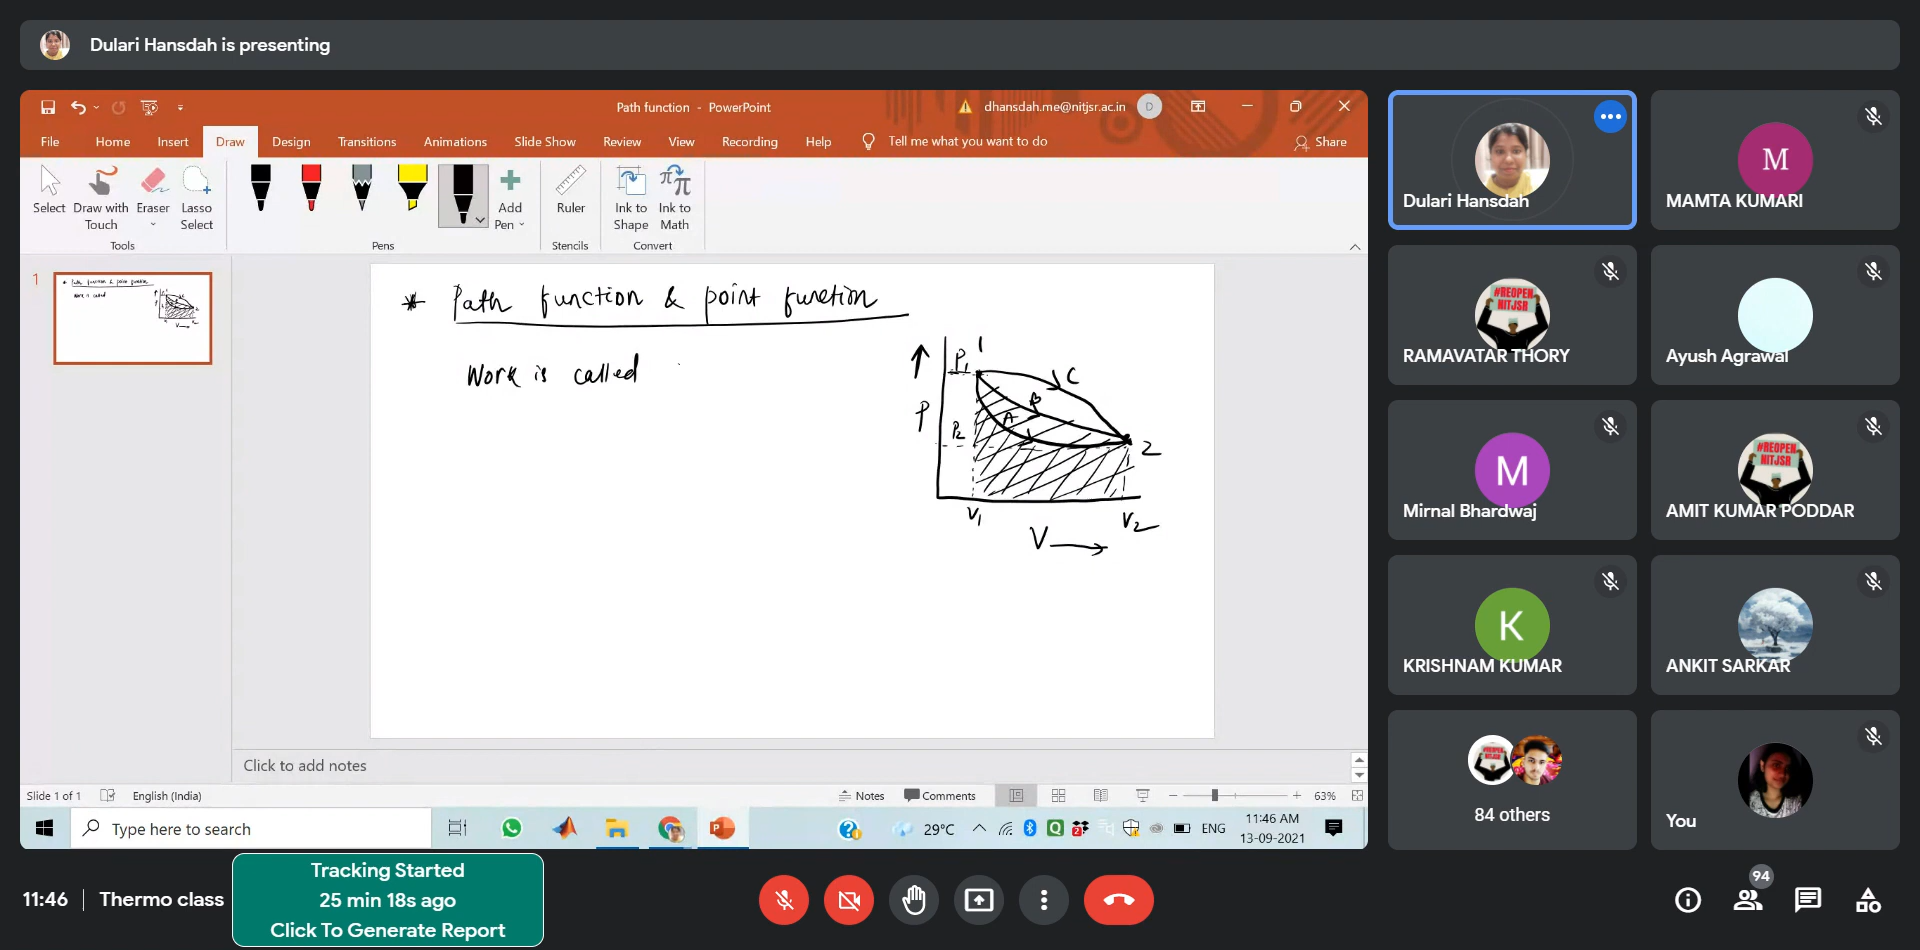 Dulari Hansdah is presenting
Path function - PowerPoint
dhansdah.me@nitjsr.ac.in
D
File Home Insert Draw Design Transitions Animations Slide Show Review View Recording Help Tell me what you want to do Share
Select
Draw with Touch
Eraser
Lasso Select
Add Pen
Ruler
Ink to Shape
Ink to Math
Tools
Pens
Stencils
Convert
1
* Path function & point function
Work is called
P1
1
C
B
A
P
P2
2
V1
V2
V
Click to add notes
Slide 1 of 1
English (India)
Notes
Comments
63%
Type here to search
29°C
ENG
11:46 AM
13-09-2021
Dulari Hansdah
M
MAMTA KUMARI
#REOPEN NITJSR
RAMAVATAR THORY
Ayush Agrawal
M
Mirnal Bhardwaj
#REOPEN NITJSR
AMIT KUMAR PODDAR
K
KRISHNAM KUMAR
ANKIT SARKAR
84 others
You
11:46
Thermo class
Tracking Started
25 min 18s ago
Click To Generate Report
94